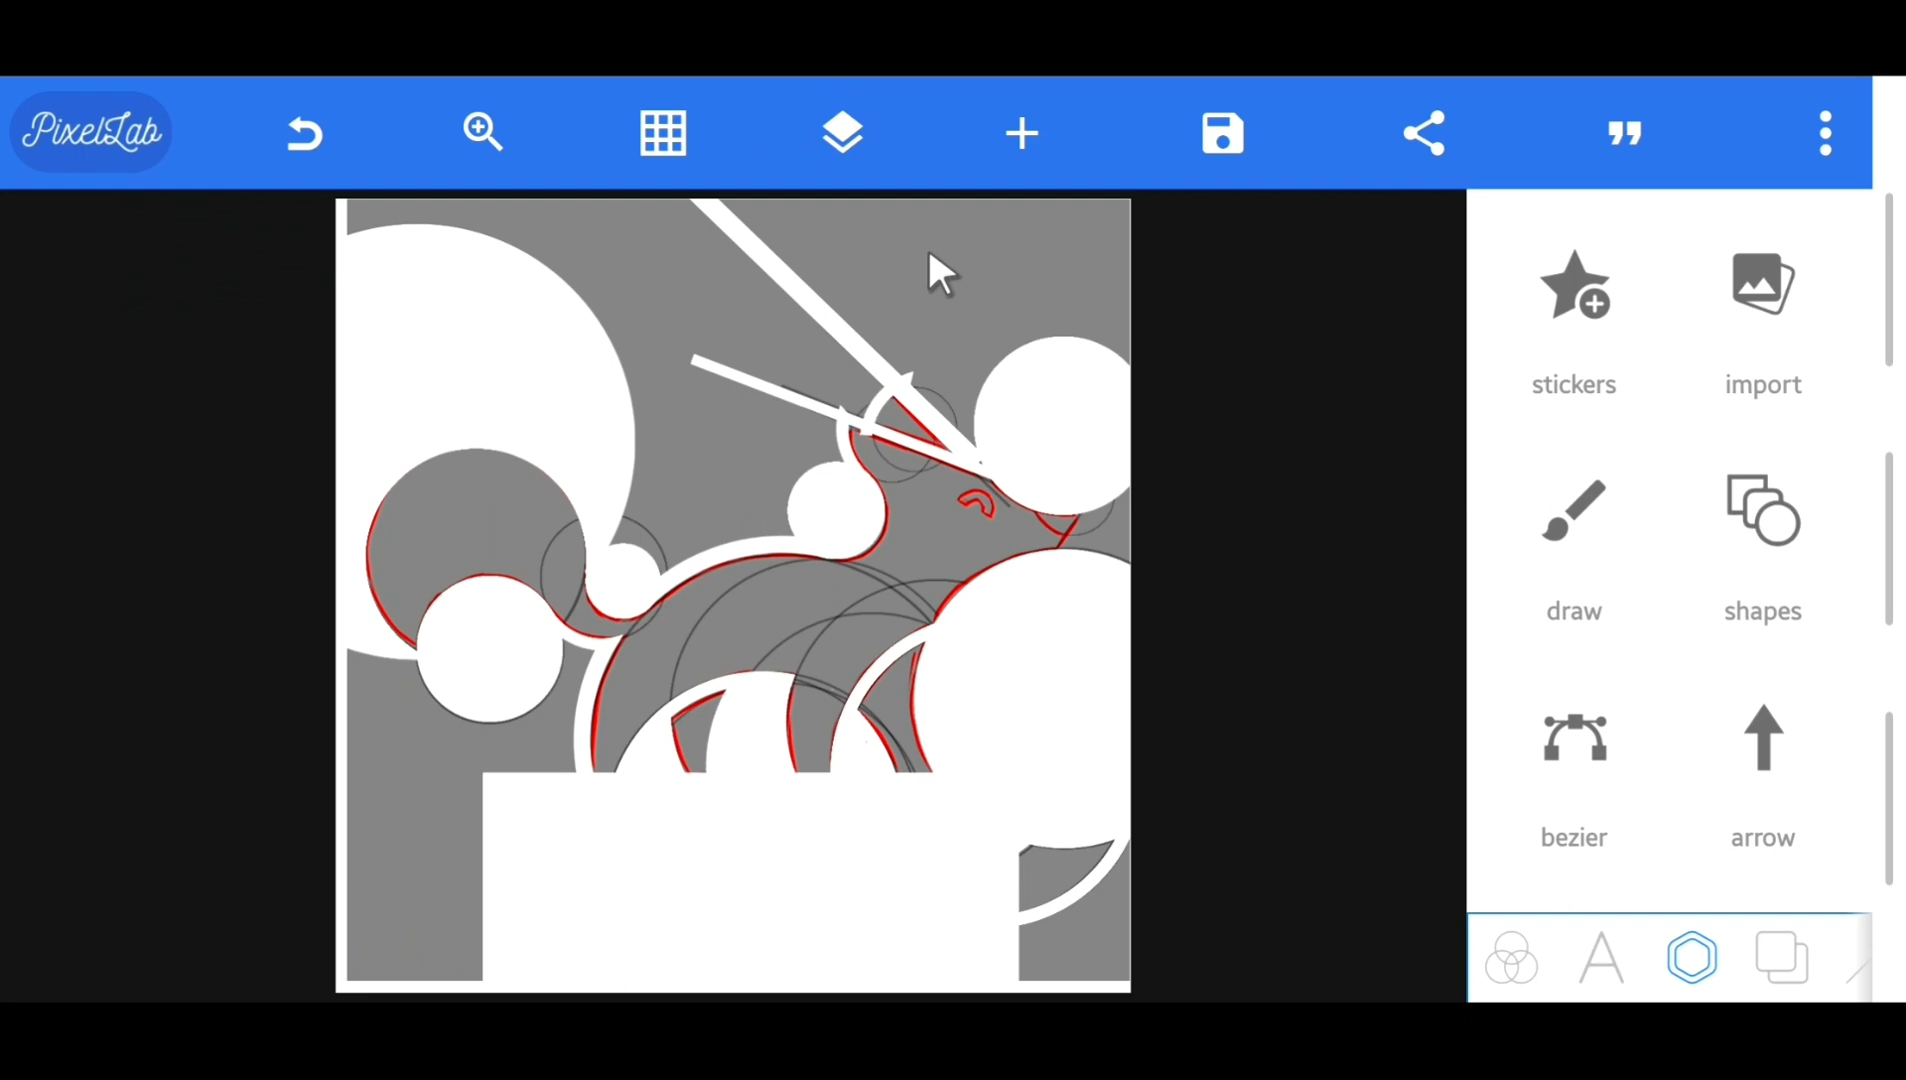 PixelLab
stickers
import
draw
shapes
bezier
arrow